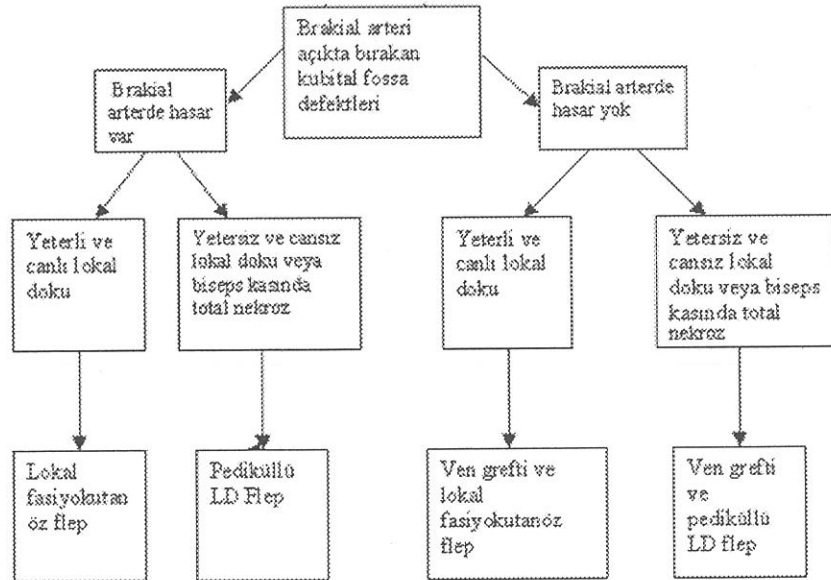 Brakial arteri
açıkta bırakan
kubital fossa
defektleri
Brakial
arterde hasar
var
Brakial arterde
hasar yok
Yeterli ve
canlı lokal
doku
Yetersiz ve cansız
lokal doku veya
biseps kasında
total nekroz
Yeterli ve
canlı lokal
doku
Yetersiz ve
cansız lokal
doku veya biseps
kasında total
nekroz
Lokal
fasiyokutan
öz flep
Pediküllü
LD Flep
Ven grefti ve
lokal
fasiyokutanöz
flep
Ven grefti
ve
pediküllü
LD flep